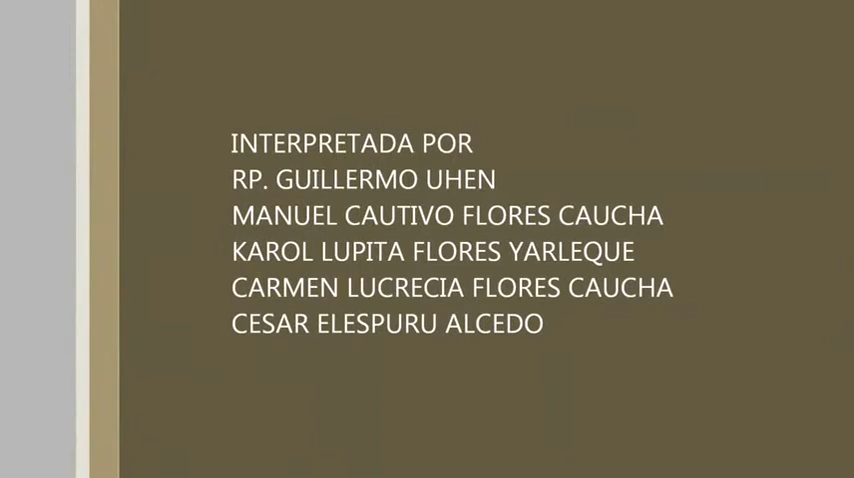 INTERPRETADA POR
RP. GUILLERMO UHEN
MANUEL CAUTIVO FLORES CAUCHA
KAROL LUPITA FLORES YARLEQUE
CARMEN LUCRECIA FLORES CAUCHA
CESAR ELESPURU ALCEDO